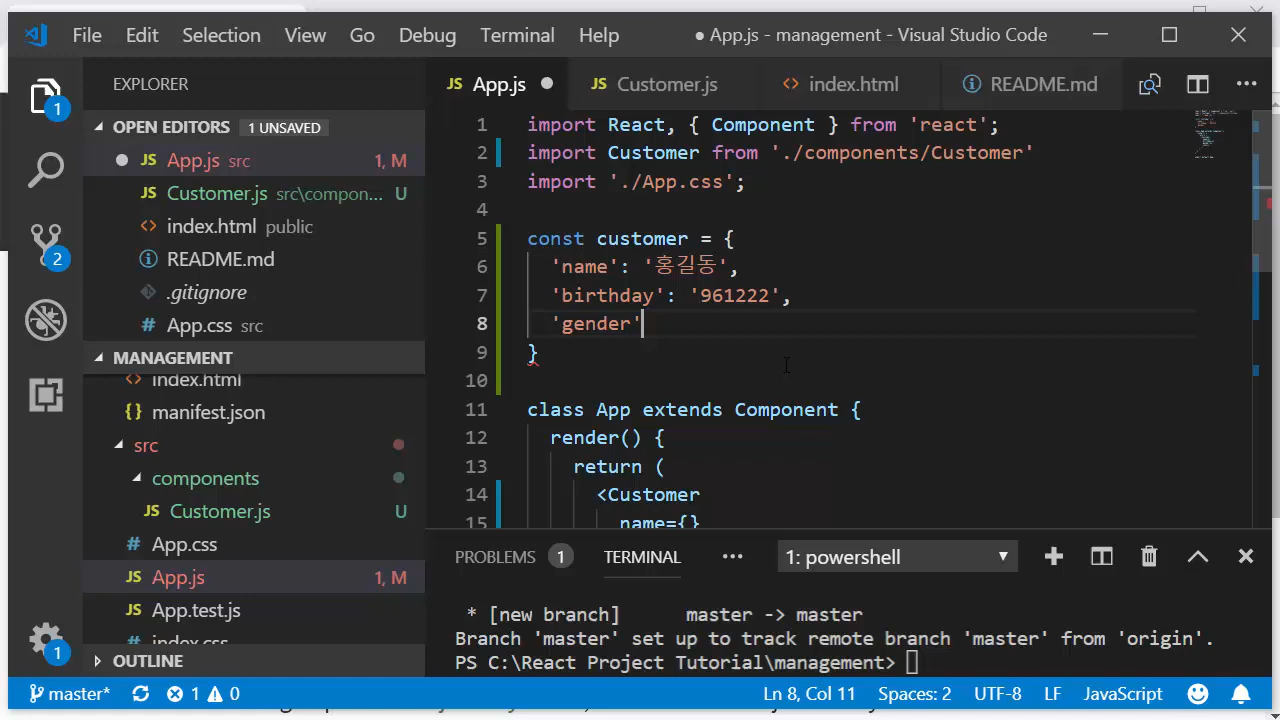 File Edit Selection View Go Debug Terminal Help ● App.js - management - Visual Studio Code
EXPLORER
OPEN EDITORS 1 UNSAVED
JS App.js src 1, M
JS Customer.js src\compon... U
<> index.html public
README.md
.gitignore
# App.css src
MANAGEMENT
<> index.html
{} manifest.json
src
components
JS Customer.js U
# App.css
JS App.js 1, M
JS App.test.js
# index.css
OUTLINE
1
2
1
JS App.js ● JS Customer.js <> index.html README.md ...
1 import React, { Component } from 'react';
2 import Customer from './components/Customer'
3 import './App.css';
4
5 const customer = {
6 'name': '홍길동',
7 'birthday': '961222',
8 'gender'
9 }
10
11 class App extends Component {
12 render() {
13 return (
14 <Customer
15 name={}
PROBLEMS 1 TERMINAL ... 1: powershell
* [new branch] master -> master
Branch 'master' set up to track remote branch 'master' from 'origin'.
PS C:\React Project Tutorial\management>
master* 1 0 Ln 8, Col 11 Spaces: 2 UTF-8 LF JavaScript